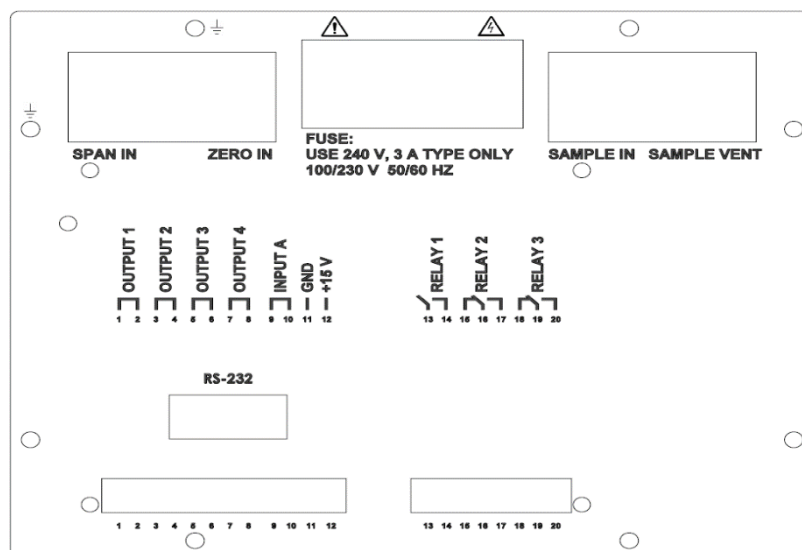 SPAN IN
ZERO IN
FUSE:
USE 240 V, 3 A TYPE ONLY
100/230 V 50/60 HZ
SAMPLE IN
SAMPLE VENT
OUTPUT 1
OUTPUT 2
OUTPUT 3
OUTPUT 4
INPUT A
GND
+15 V
RELAY 1
RELAY 2
RELAY 3
1 2 3 4 5 6 7 8 9 10 11 12
13 14 15 16 17 18 19 20
RS-232
1 2 3 4 5 6 7 8 9 10 11 12
13 14 15 16 17 18 19 20